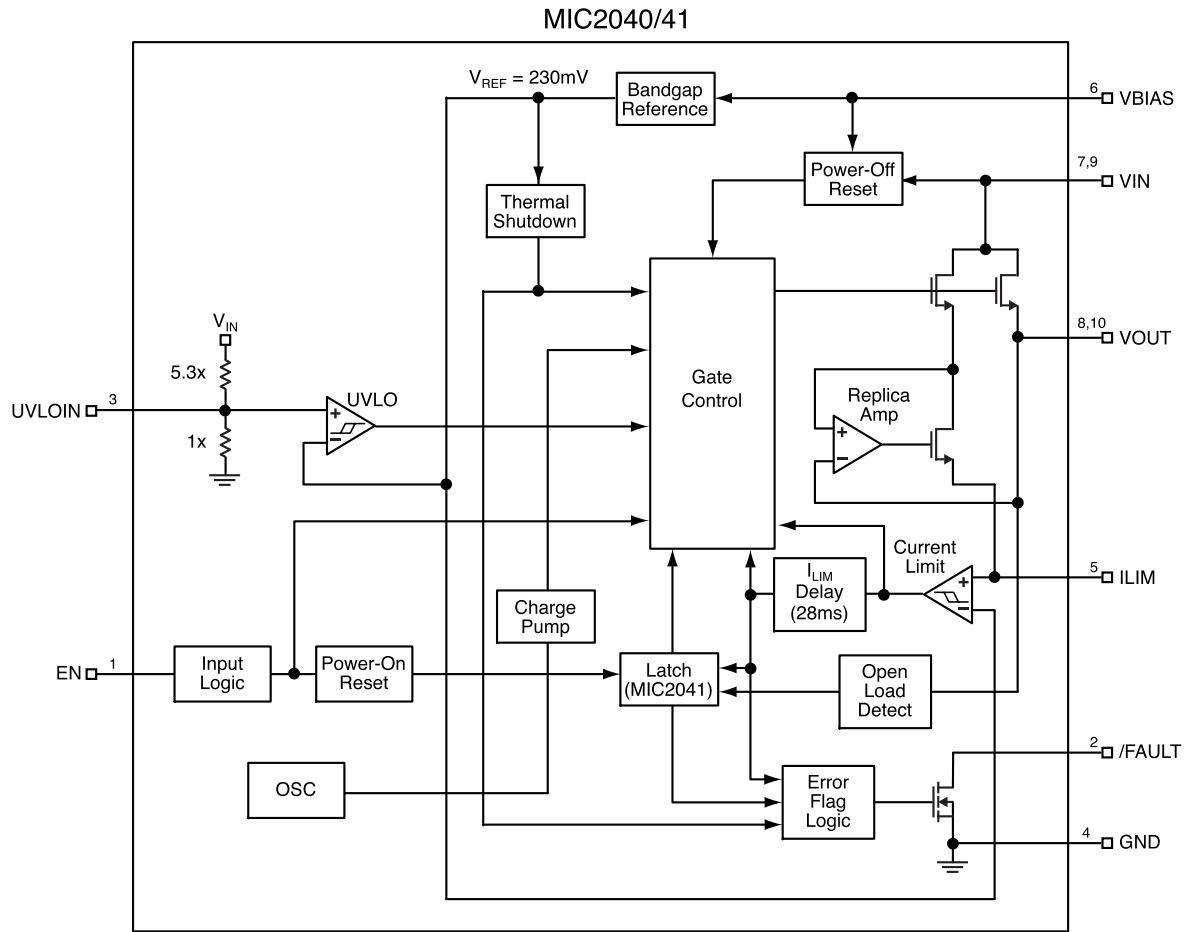 MIC2040/41
VREF = 230mV
Bandgap
Reference
6
VBIAS
Power-Off
Reset
7,9
VIN
Thermal
Shutdown
VIN
5.3x
UVLOIN
3
1x
UVLO
+
–
Gate
Control
8,10
VOUT
Replica
Amp
+
–
Current
Limit
+
–
5
ILIM
ILIM
Delay
(28ms)
Charge
Pump
EN
1
Input
Logic
Power-On
Reset
Latch
(MIC2041)
Open
Load
Detect
2
/FAULT
OSC
Error
Flag
Logic
4
GND